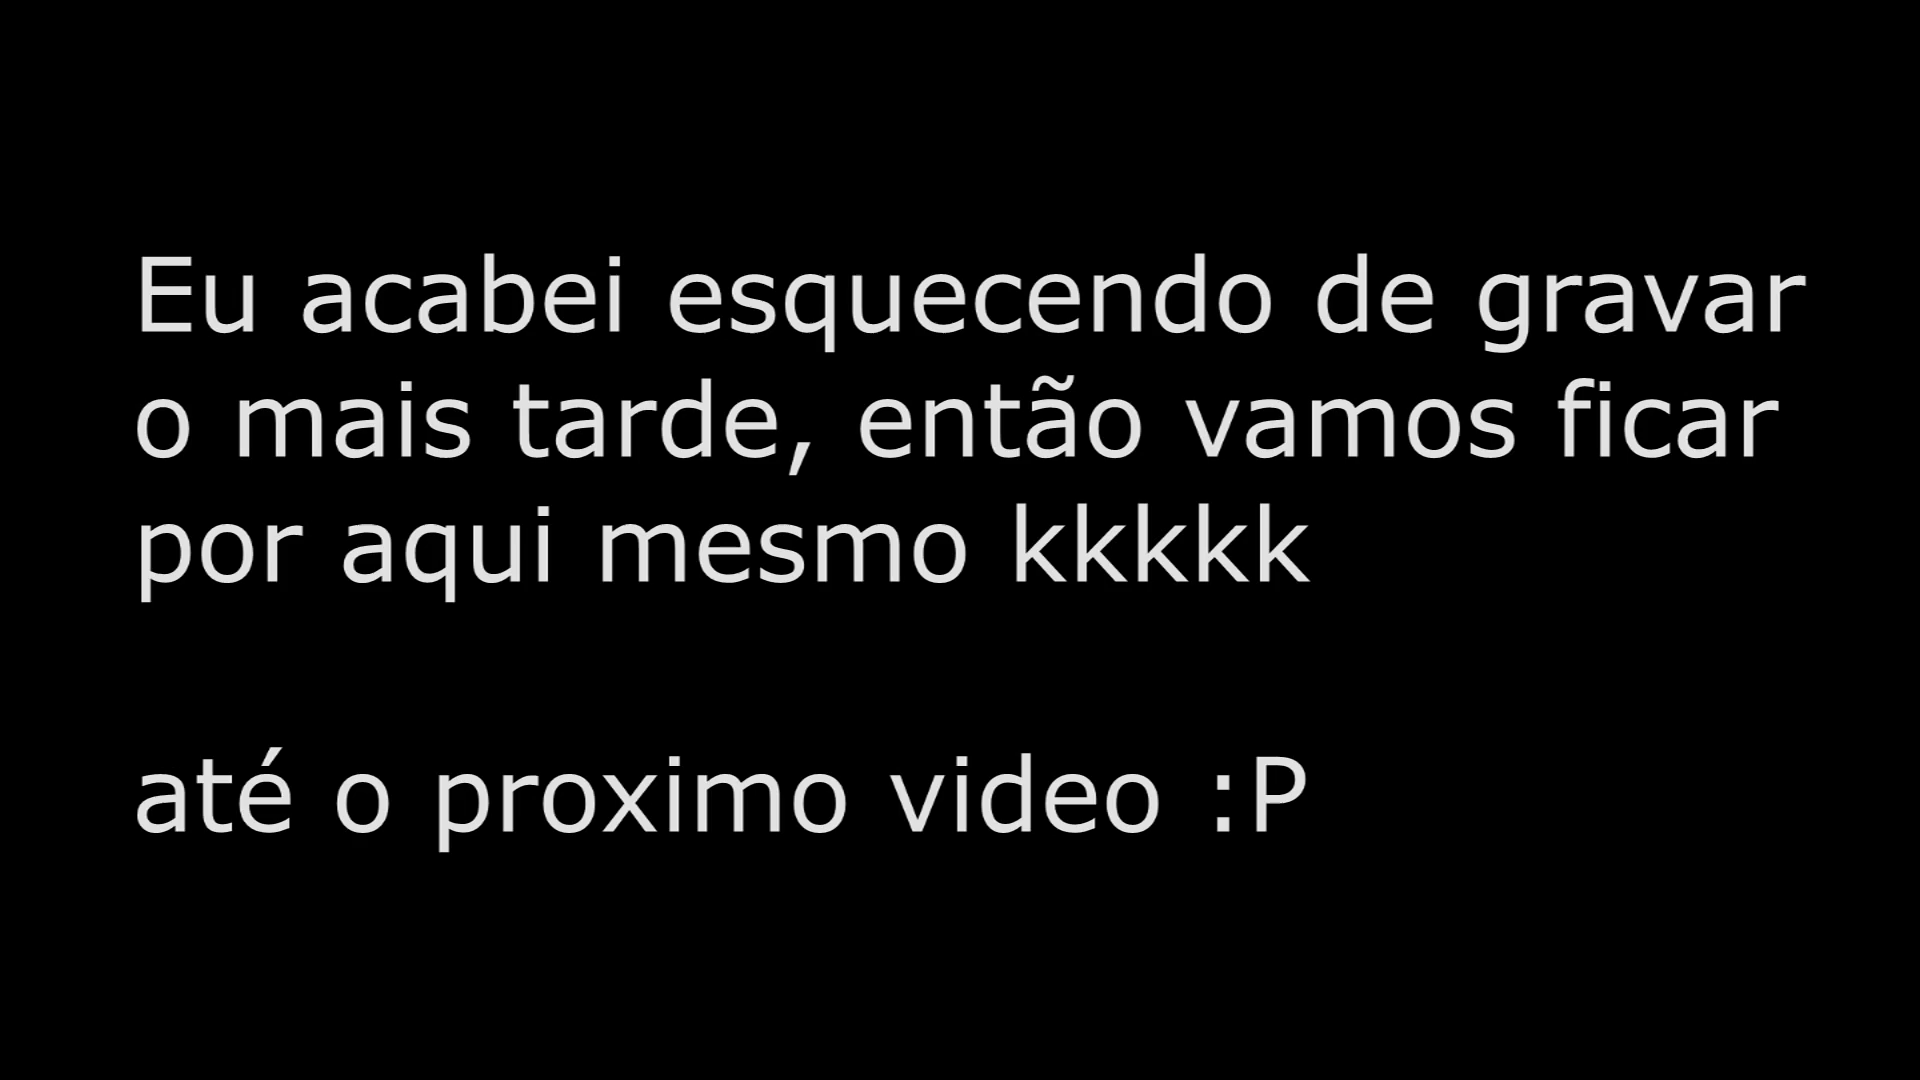 Eu acabei esquecendo de gravar
o mais tarde, então vamos ficar
por aqui mesmo kkkkk
até o proximo video :P